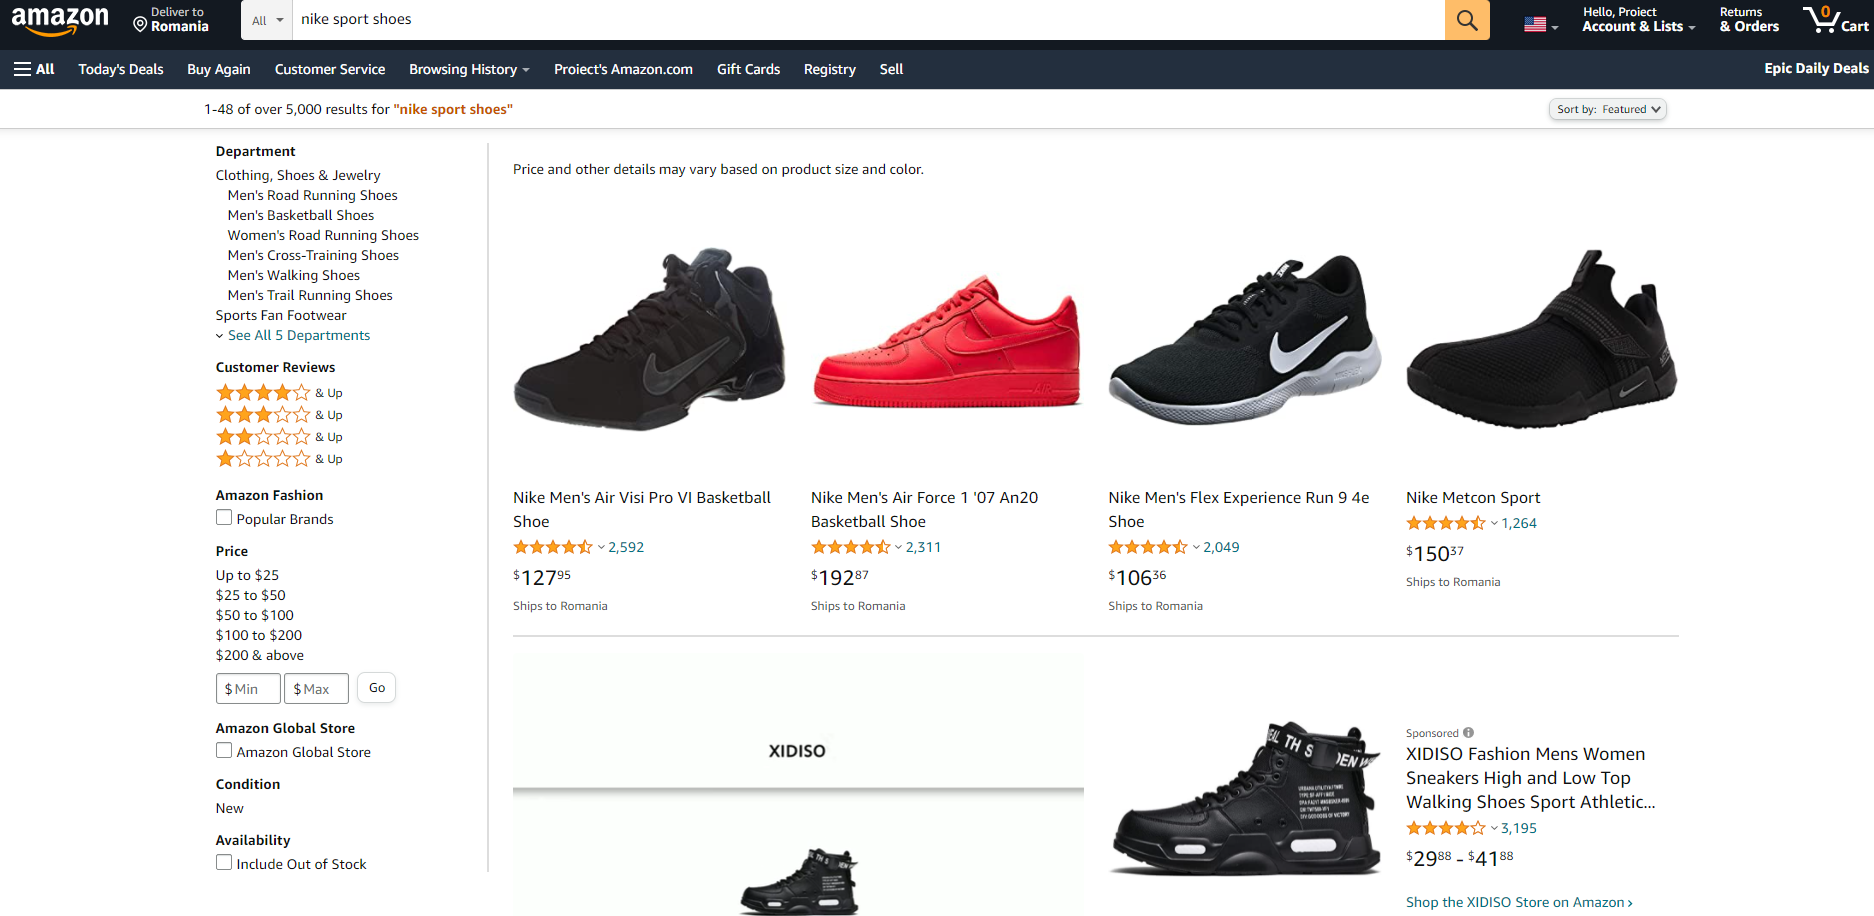 amazon
Deliver to
Romania
All
nike sport shoes
Hello, Proiect
Account & Lists
Returns
& Orders
0
Cart
All
Today's Deals
Buy Again
Customer Service
Browsing History
Proiect's Amazon.com
Gift Cards
Registry
Sell
Epic Daily Deals
1-48 of over 5,000 results for "nike sport shoes"
Sort by: Featured
Department
Clothing, Shoes & Jewelry
Men's Road Running Shoes
Men's Basketball Shoes
Women's Road Running Shoes
Men's Cross-Training Shoes
Men's Walking Shoes
Men's Trail Running Shoes
Sports Fan Footwear
See All 5 Departments
Customer Reviews
& Up
& Up
& Up
& Up
Amazon Fashion
Popular Brands
Price
Up to $25
$25 to $50
$50 to $100
$100 to $200
$200 & above
$ Min
$ Max
Go
Amazon Global Store
Amazon Global Store
Condition
New
Availability
Include Out of Stock
Price and other details may vary based on product size and color.
Nike Men's Air Visi Pro VI Basketball
Shoe
2,592
$127 95
Ships to Romania
Nike Men's Air Force 1 '07 An20
Basketball Shoe
2,311
$192 87
Ships to Romania
Nike Men's Flex Experience Run 9 4e
Shoe
2,049
$106 36
Ships to Romania
Nike Metcon Sport
1,264
$150 37
Ships to Romania
XIDISO
Sponsored
XIDISO Fashion Mens Women
Sneakers High and Low Top
Walking Shoes Sport Athletic...
3,195
$29 88 - $41 88
Shop the XIDISO Store on Amazon ›